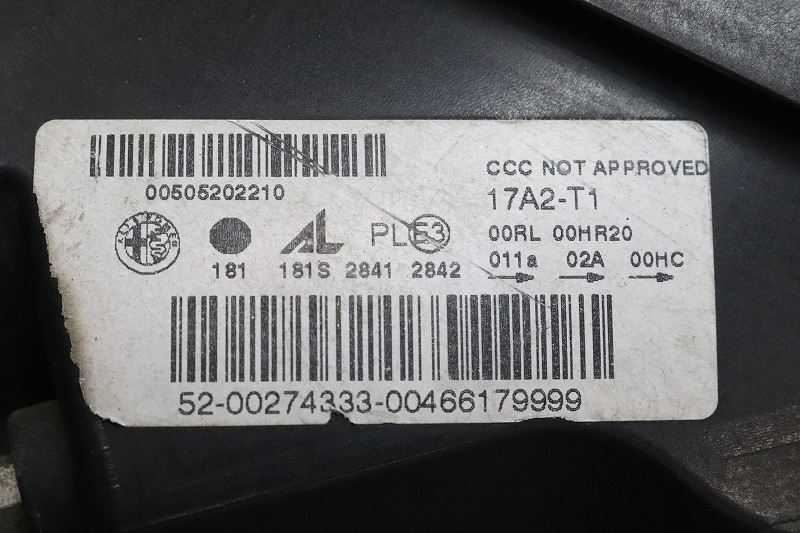 00505202210
CCC NOT APPROVED
17A2-T1
AL PL E3
00RL 00HR20
181 181S 2841 2842
011a 02A 00HC
52-00274333-00466179999